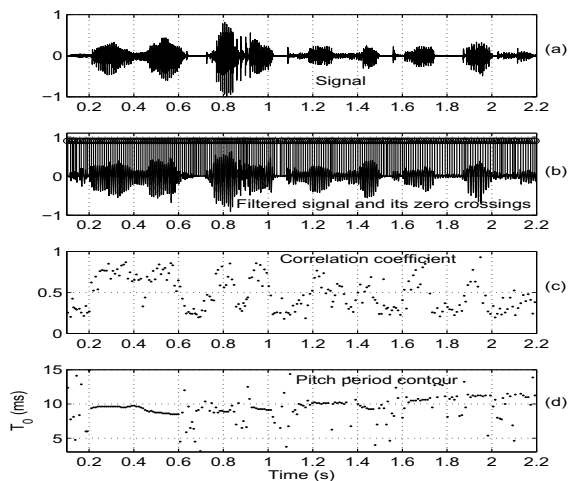 1
0
−1
Signal
(a)
0.2 0.4 0.6 0.8 1 1.2 1.4 1.6 1.8 2 2.2
1
0
−1
Filtered signal and its zero crossings
(b)
0.2 0.4 0.6 0.8 1 1.2 1.4 1.6 1.8 2 2.2
1
0.5
0
Correlation coefficient
(c)
0.2 0.4 0.6 0.8 1 1.2 1.4 1.6 1.8 2 2.2
15
10
5
T0 (ms)
Pitch period contour
(d)
0.2 0.4 0.6 0.8 1 1.2 1.4 1.6 1.8 2 2.2
Time (s)